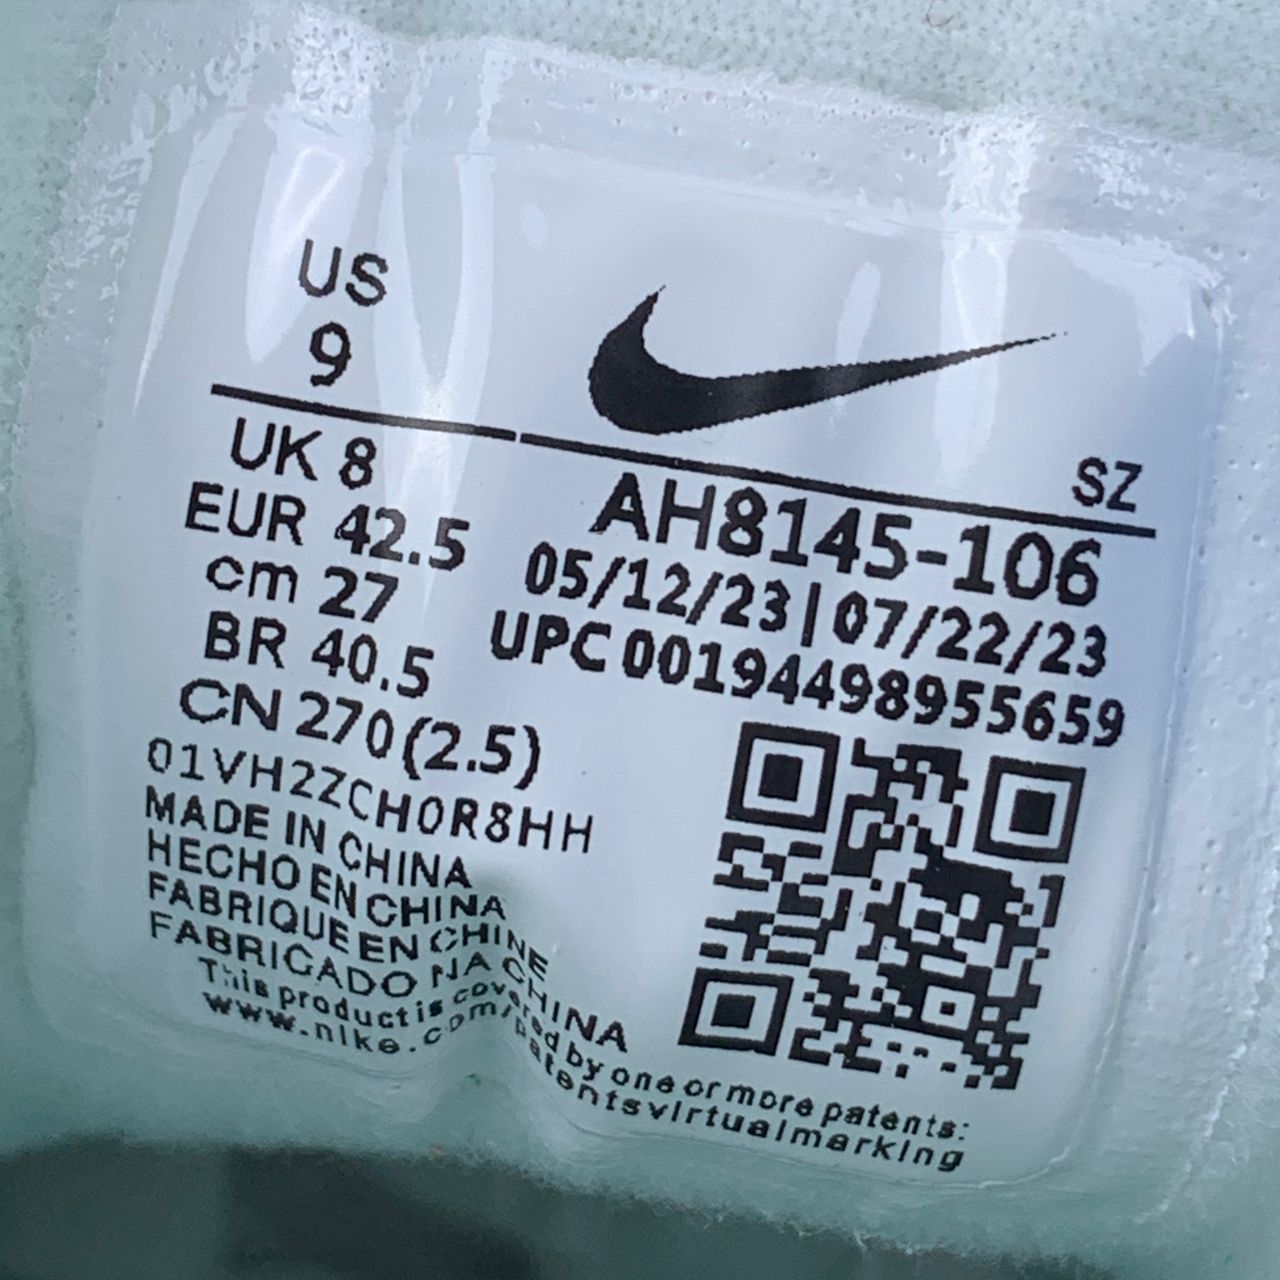 US
9
UK 8
EUR 42.5
cm 27
BR 40.5
CN 270(2.5)
01VH2ZCH0R8HH
MADE IN CHINA
HECHO EN CHINA
FABRIQUE EN CHINE
FABRICADO NA CHINA
This product is covered by one or more patents:
www.nike.com/patentsvirtualmarking
SZ
AH8145-106
05/12/23|07/22/23
UPC 00194498955659